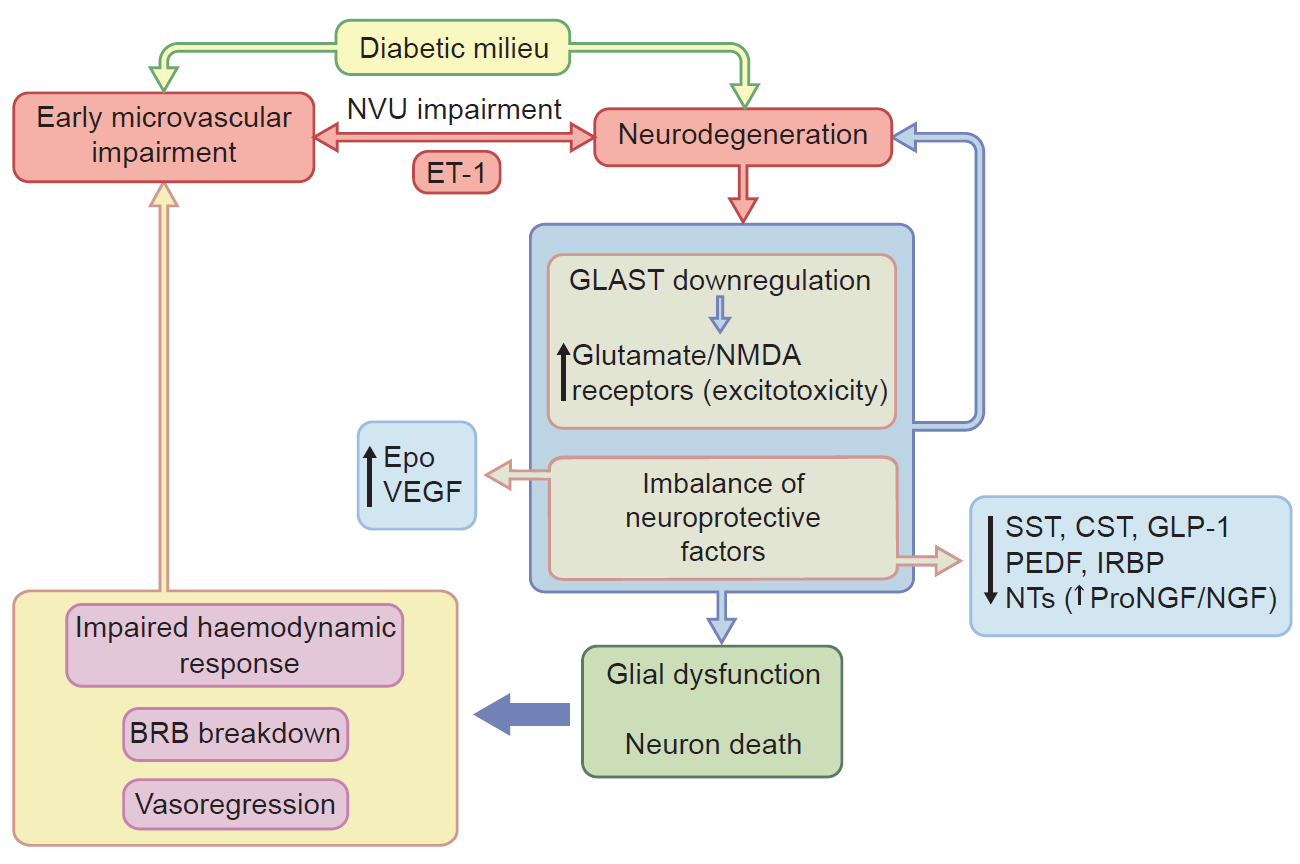 Diabetic milieu
Early microvascular
impairment
NVU impairment
ET-1
Neurodegeneration
GLAST downregulation
Glutamate/NMDA
receptors (excitotoxicity)
Epo
VEGF
Imbalance of
neuroprotective
factors
SST, CST, GLP-1
PEDF, IRBP
NTs (↑ProNGF/NGF)
Impaired haemodynamic
response
BRB breakdown
Vasoregression
Glial dysfunction
Neuron death